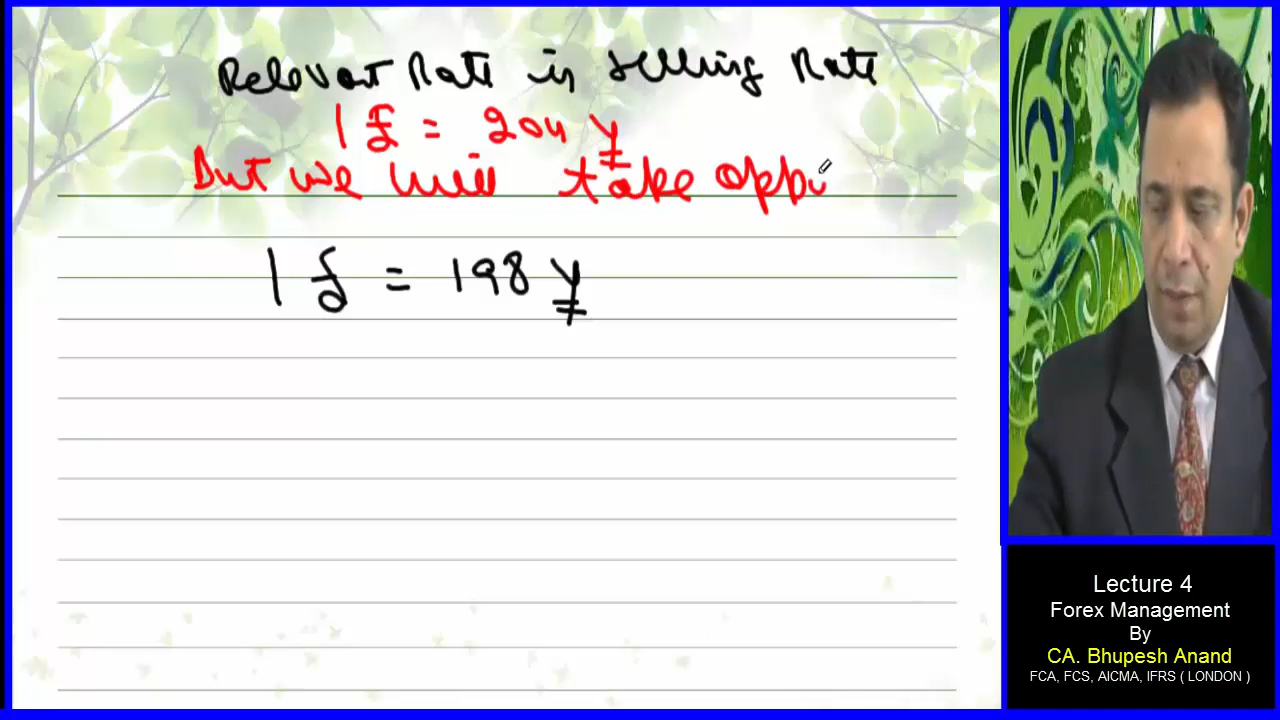 Relevant Rate is selling Rate
1 £ = 204 ¥
But we will take oppo
1 £ = 198 ¥
Lecture 4
Forex Management
By
CA. Bhupesh Anand
FCA, FCS, AICMA, IFRS ( LONDON )